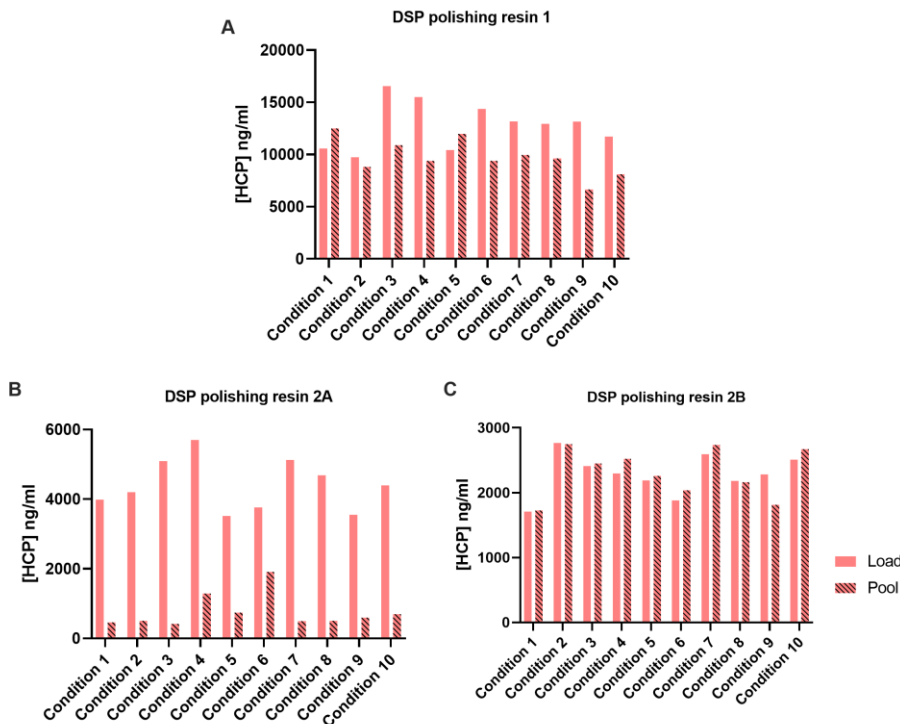 A
DSP polishing resin 1
[HCP] ng/ml
20000
15000
10000
5000
0
Condition 1
Condition 2
Condition 3
Condition 4
Condition 5
Condition 6
Condition 7
Condition 8
Condition 9
Condition 10
B
DSP polishing resin 2A
[HCP] ng/ml
6000
4000
2000
0
Condition 1
Condition 2
Condition 3
Condition 4
Condition 5
Condition 6
Condition 7
Condition 8
Condition 9
Condition 10
C
DSP polishing resin 2B
[HCP] ng/ml
3000
2000
1000
0
Condition 1
Condition 2
Condition 3
Condition 4
Condition 5
Condition 6
Condition 7
Condition 8
Condition 9
Condition 10
Load
Pool